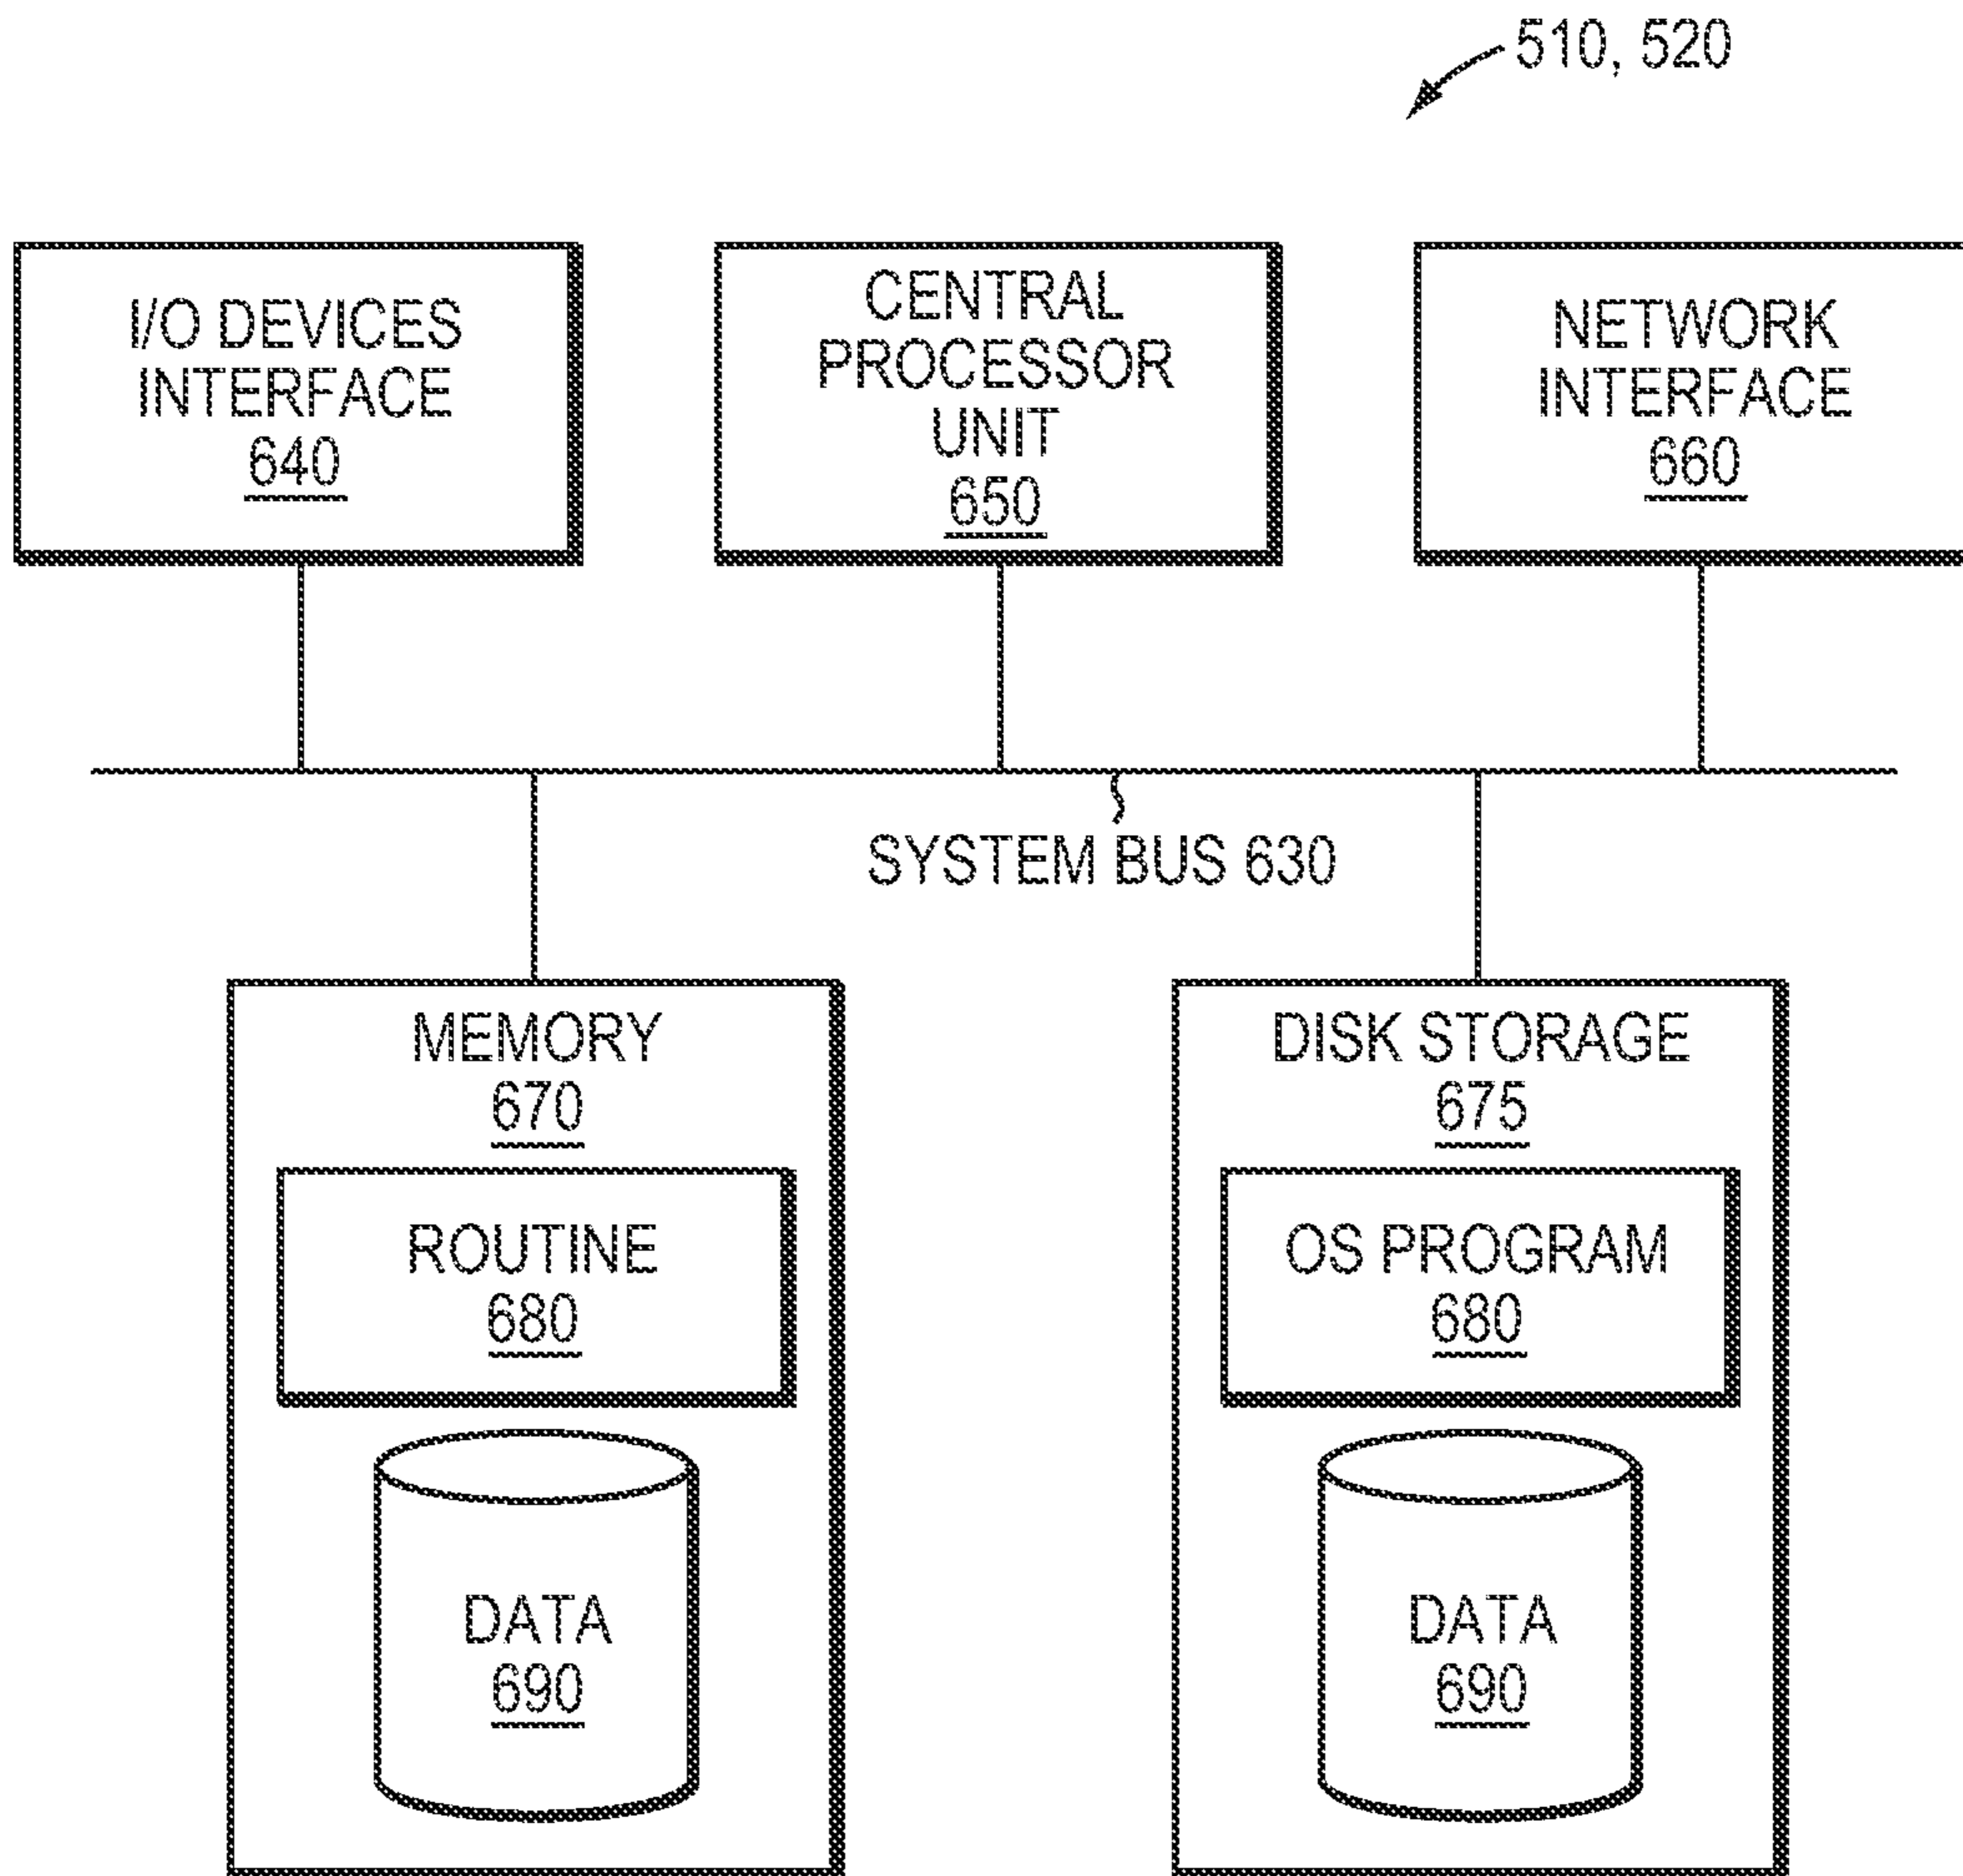 510, 520
I/O DEVICES
INTERFACE
640
CENTRAL
PROCESSOR
UNIT
650
NETWORK
INTERFACE
660
SYSTEM BUS 630
MEMORY
670
ROUTINE
680
DATA
690
DISK STORAGE
675
OS PROGRAM
680
DATA
690